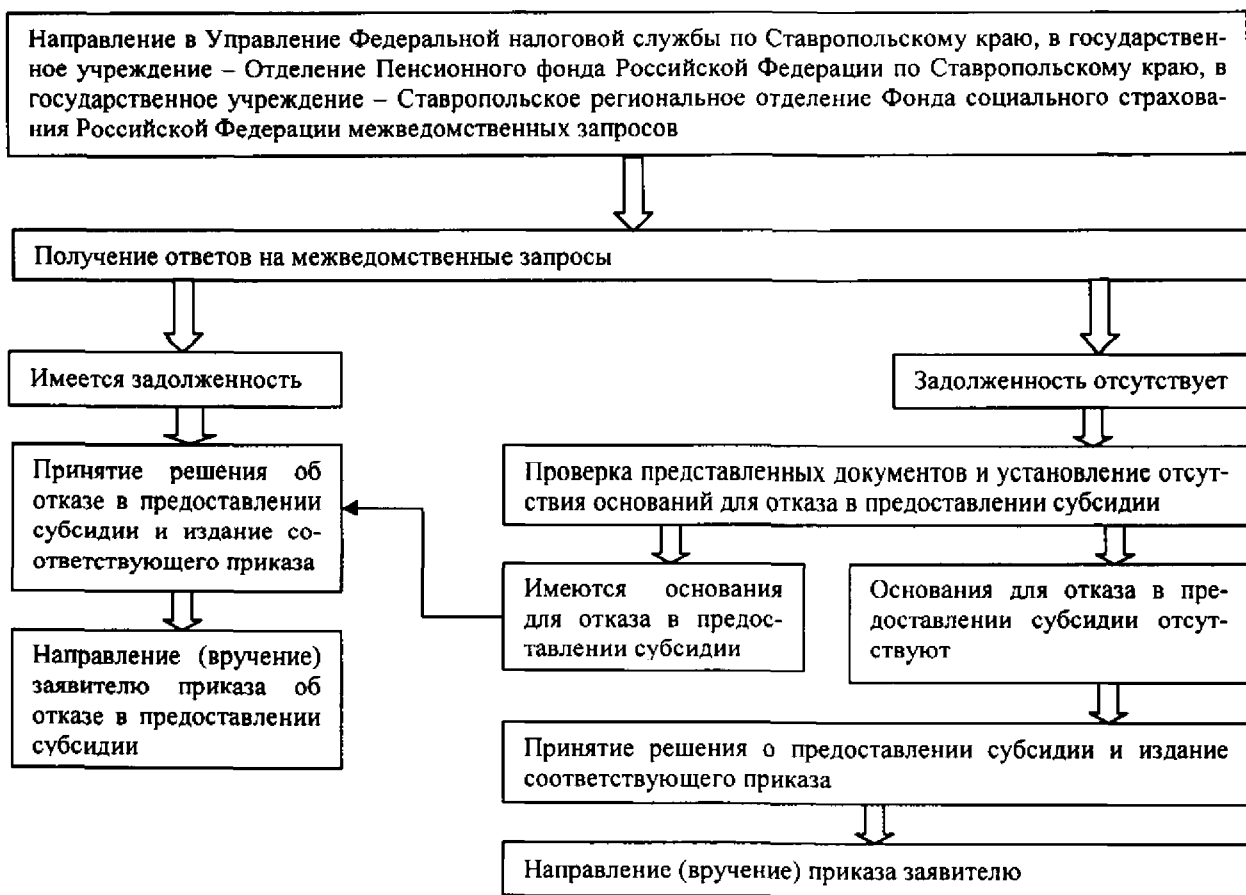 Направление в Управление Федеральной налоговой службы по Ставропольскому краю, в государствен-
ное учреждение – Отделение Пенсионного фонда Российской Федерации по Ставропольскому краю, в
государственное учреждение – Ставропольское региональное отделение Фонда социального страхова-
ния Российской Федерации межведомственных запросов
Получение ответов на межведомственные запросы
Имеется задолженность
Задолженность отсутствует
Принятие решения об
отказе в предоставлении
субсидии и издание со-
ответствующего приказа
Проверка представленных документов и установление отсут-
ствия оснований для отказа в предоставлении субсидии
Имеются основания
для отказа в предос-
тавлении субсидии
Основания для отказа в пре-
доставлении субсидии отсут-
ствуют
Направление (вручение)
заявителю приказа об
отказе в предоставлении
субсидии
Принятие решения о предоставлении субсидии и издание
соответствующего приказа
Направление (вручение) приказа заявителю